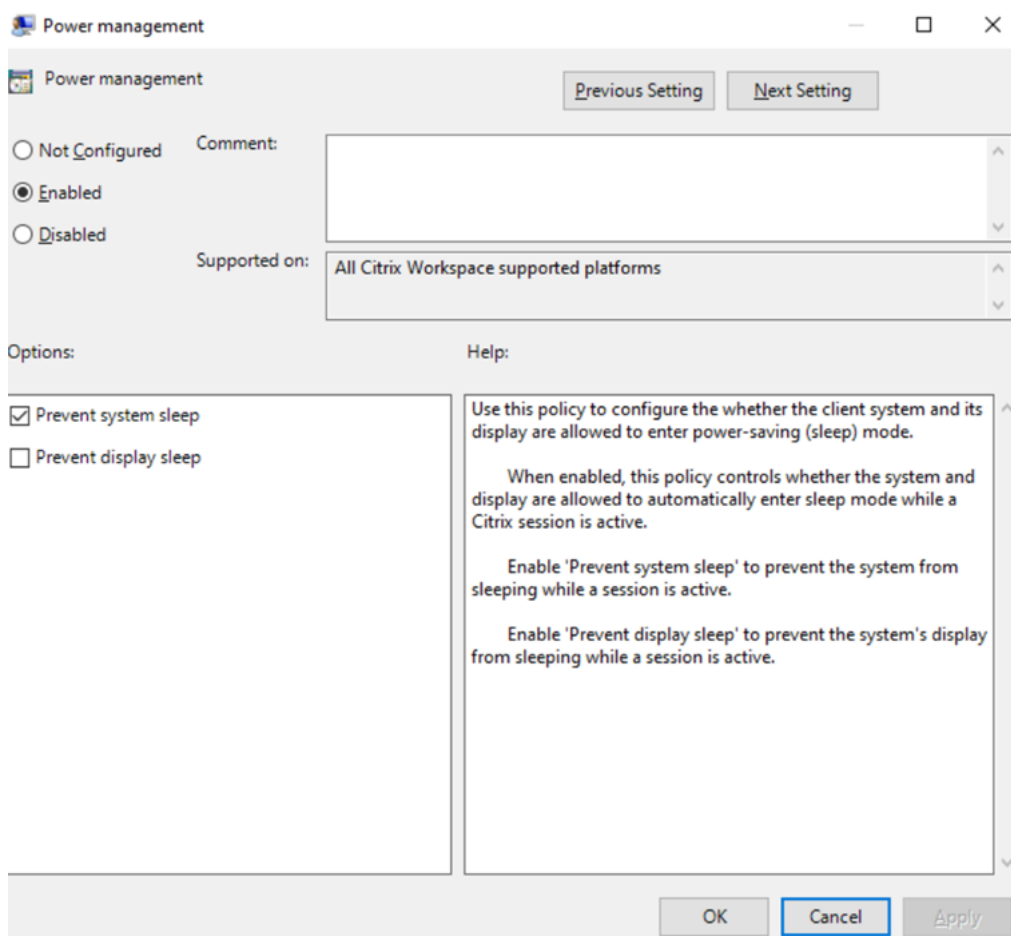 Power management
Power management
Previous Setting
Next Setting
Not Configured
Comment:
Enabled
Disabled
Supported on:
All Citrix Workspace supported platforms
Options:
Help:
Prevent system sleep
Prevent display sleep
Use this policy to configure the whether the client system and its
display are allowed to enter power-saving (sleep) mode.
When enabled, this policy controls whether the system and
display are allowed to automatically enter sleep mode while a
Citrix session is active.
Enable 'Prevent system sleep' to prevent the system from
sleeping while a session is active.
Enable 'Prevent display sleep' to prevent the system's display
from sleeping while a session is active.
OK
Cancel
Apply